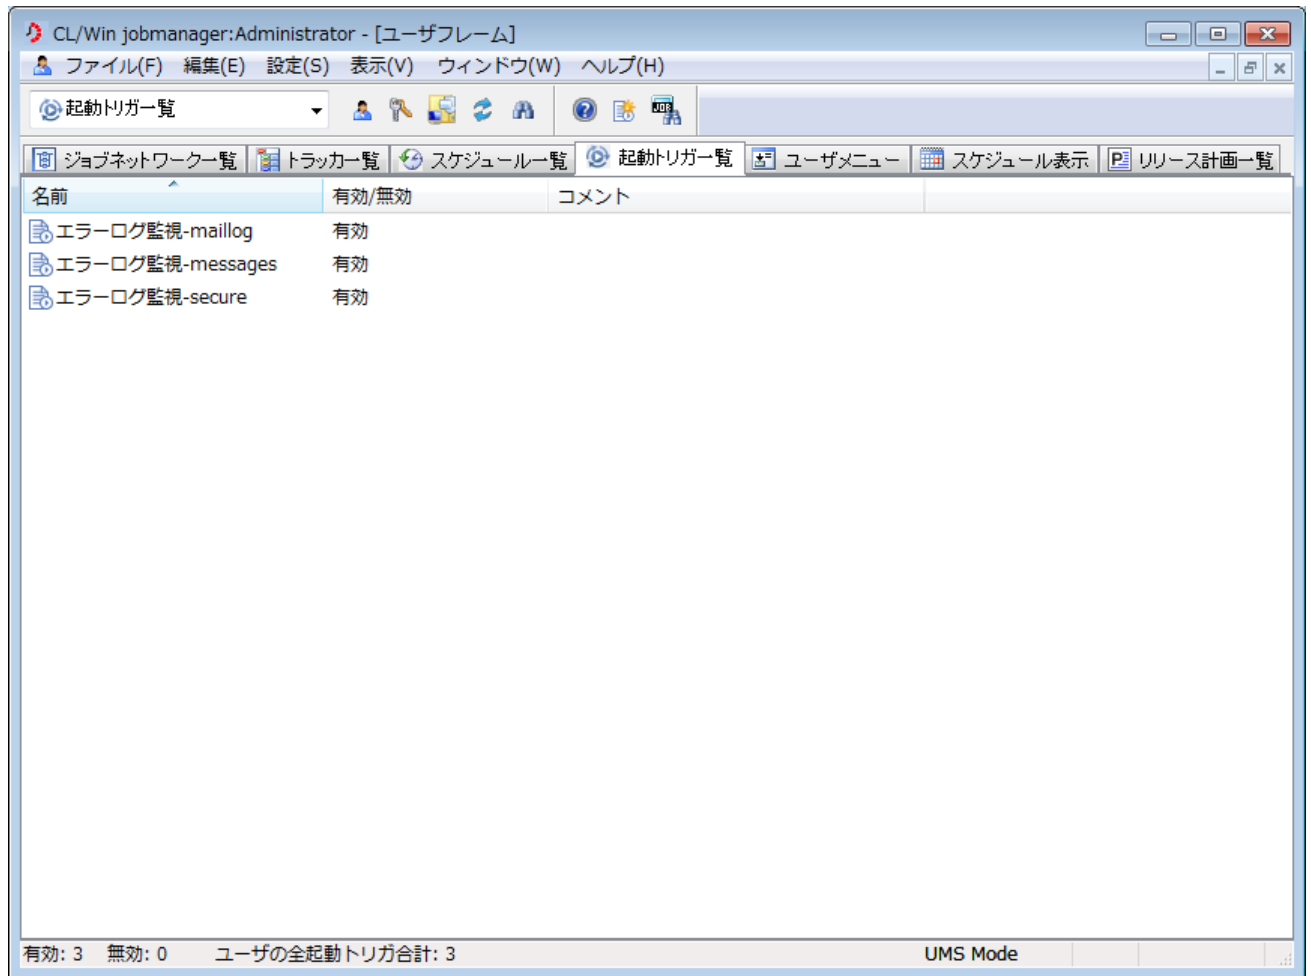 CL/Win jobmanager:Administrator - [ユーザフレーム]
ファイル(F) 編集(E) 設定(S) 表示(V) ウィンドウ(W) ヘルプ(H)
起動トリガ一覧
ジョブネットワーク一覧 トラッカ一覧 スケジュール一覧 起動トリガ一覧 ユーザメニュー スケジュール表示 リリース計画一覧
名前 有効/無効 コメント
エラーログ監視-maillog 有効
エラーログ監視-messages 有効
エラーログ監視-secure 有効
有効: 3 無効: 0 ユーザの全起動トリガ合計: 3 UMS Mode